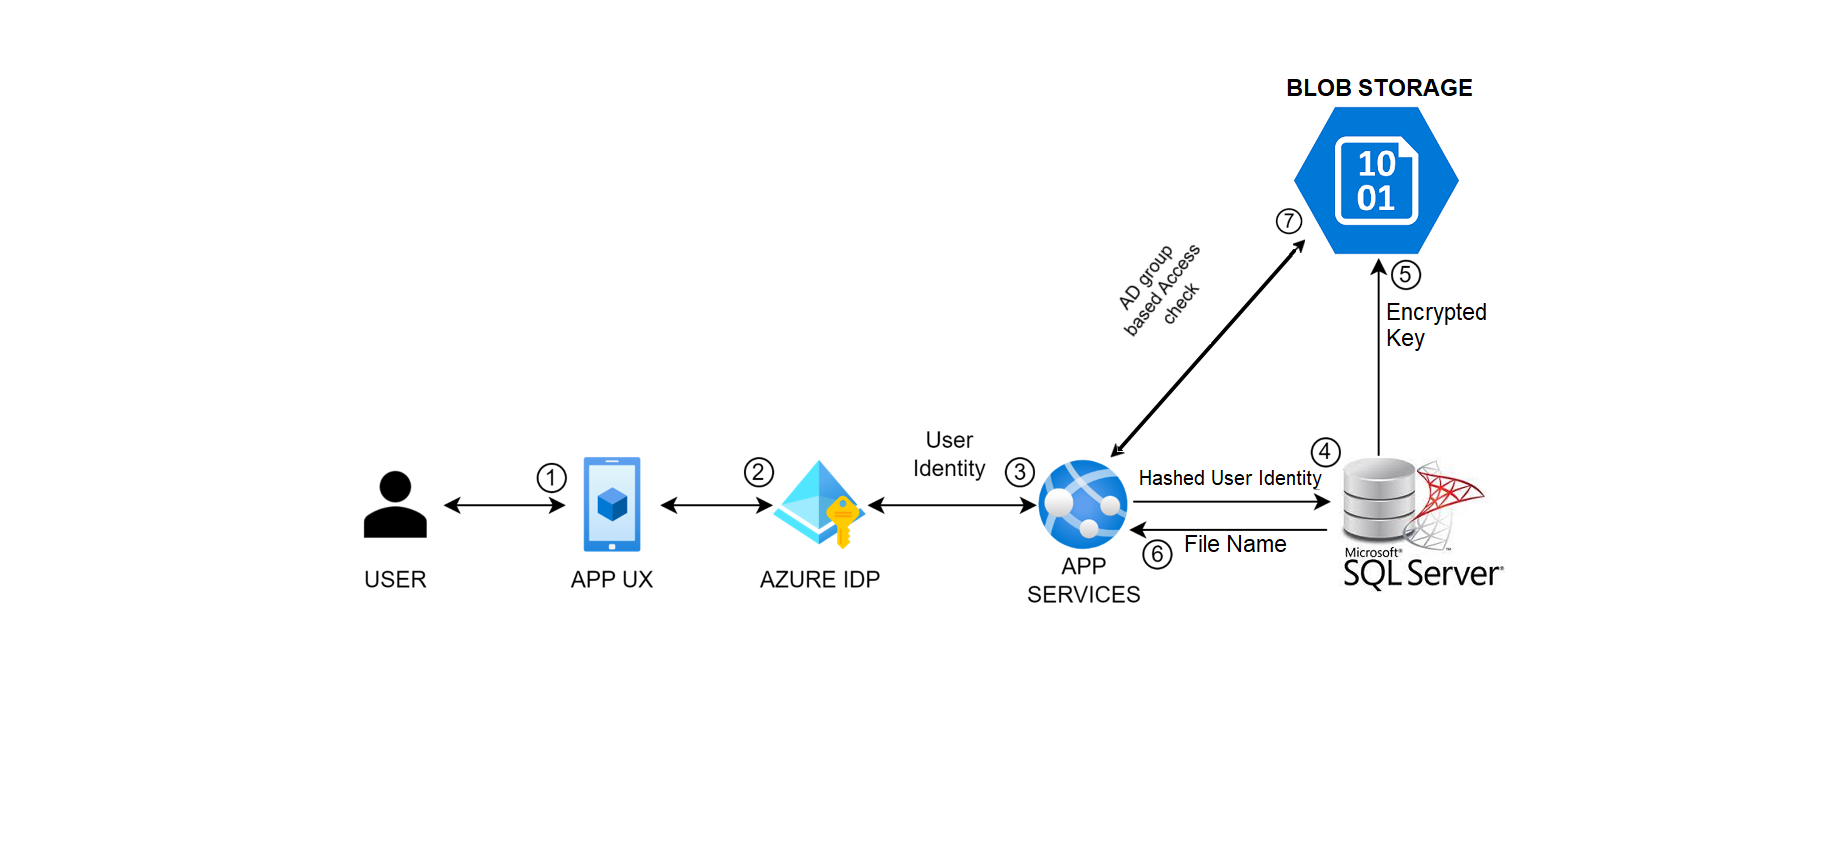 BLOB STORAGE
10
01
7
AD group
based Access
check
5
Encrypted
Key
User
Identity
1
2
3
4
Hashed User Identity
6
File Name
Microsoft®
SQL Server®
USER
APP UX
AZURE IDP
APP
SERVICES